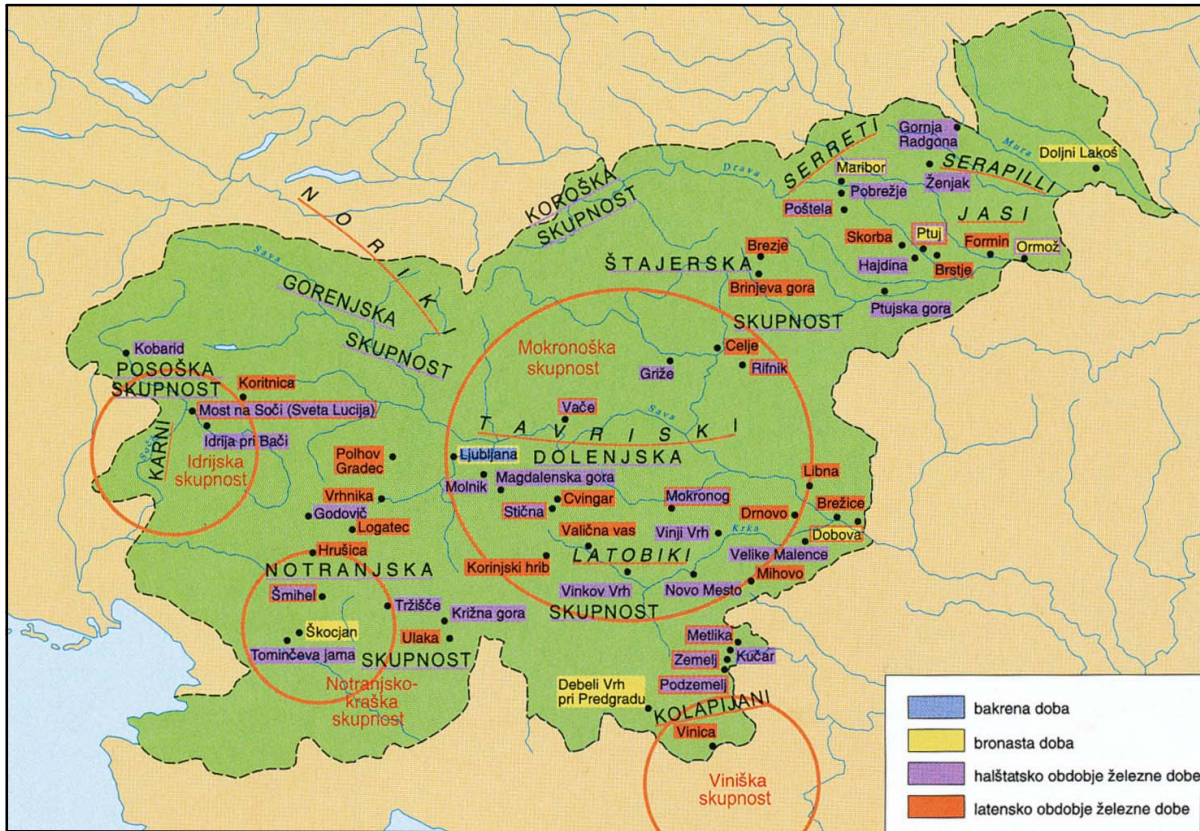 SERRETI
Gornja
Radgona
Mura
Doljni Lakoš
Drava
Maribor
SERAPILLI
Ženjak
Pobrežje
NORIKI
KOROŠKA
SKUPNOST
Poštela
JASI
Skorba
Ptuj
Formin
Ormož
Brezje
Hajdina
Brstje
Sava
ŠTAJERSKA
Brinjeva gora
GORENJSKA
SKUPNOST
Ptujska gora
SKUPNOST
Mokronoška
skupnost
Celje
Kobarid
Griže
Rifnik
POSOŠKA
SKUPNOST
Koritnica
Most na Soči (Sveta Lucija)
Vače
Sava
Idrija pri Bači
TAVRISKI
Soča
KARNI
Idrijska
skupnost
Polhov
Gradec
Ljubljana
DOLENJSKA
Molnik
Magdalenska gora
Libna
Vrhnika
Cvingar
Mokronog
Brežice
Godovič
Stična
Drnovo
Logatec
Valična vas
Vinji Vrh
Krka
Dobova
Hrušica
LATOBIKI
Velike Malence
NOTRANJSKA
Korinjski hrib
Mihovo
Šmihel
Vinkov Vrh
Novo Mesto
Tržišče
Križna gora
SKUPNOST
Škocjan
Ulaka
Metlika
Tominčeva jama
SKUPNOST
Zemelj
Kučar
Notranjsko-
kraška
skupnost
Debeli Vrh
pri Predgradu
Podzemelj
KOLAPIJANI
Vinica
Viniška
skupnost
bakrena doba
bronasta doba
halštatsko obdobje železne dobe
latensko obdobje železne dobe